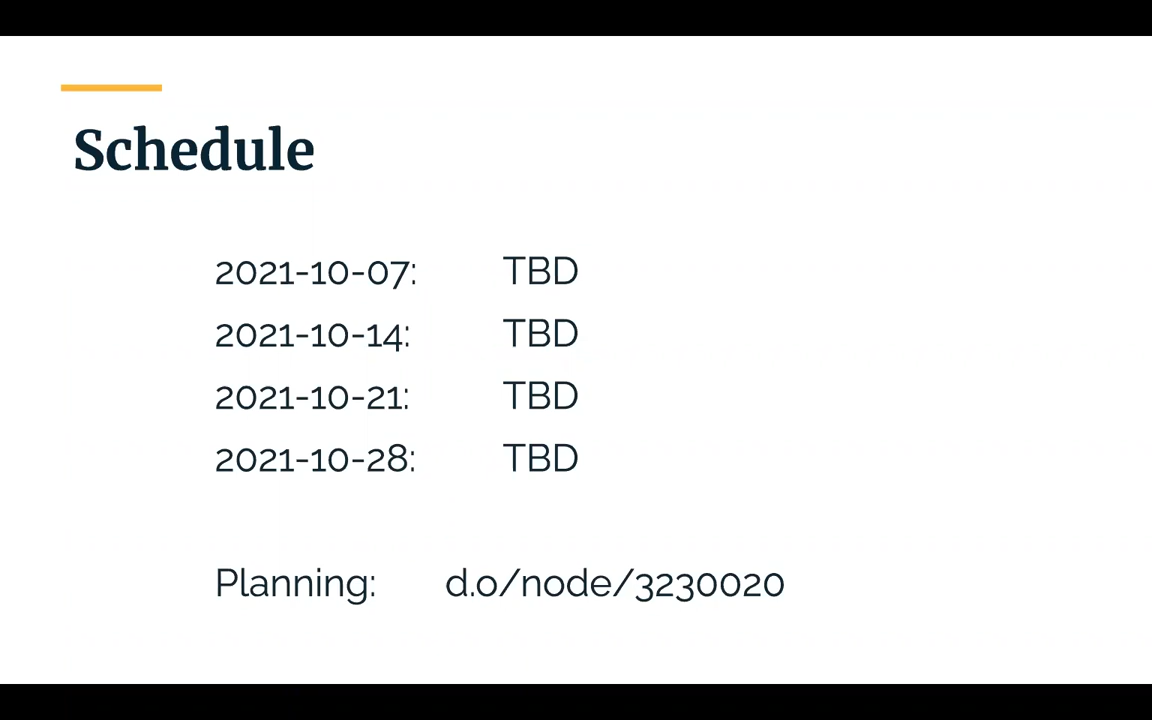 Schedule
2021-10-07: TBD
2021-10-14: TBD
2021-10-21: TBD
2021-10-28: TBD
Planning: d.o/node/3230020